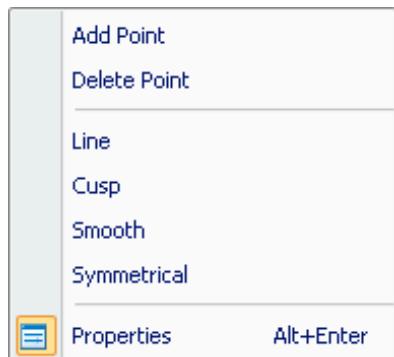 Add Point
Delete Point
Line
Cusp
Smooth
Symmetrical
Properties Alt+Enter